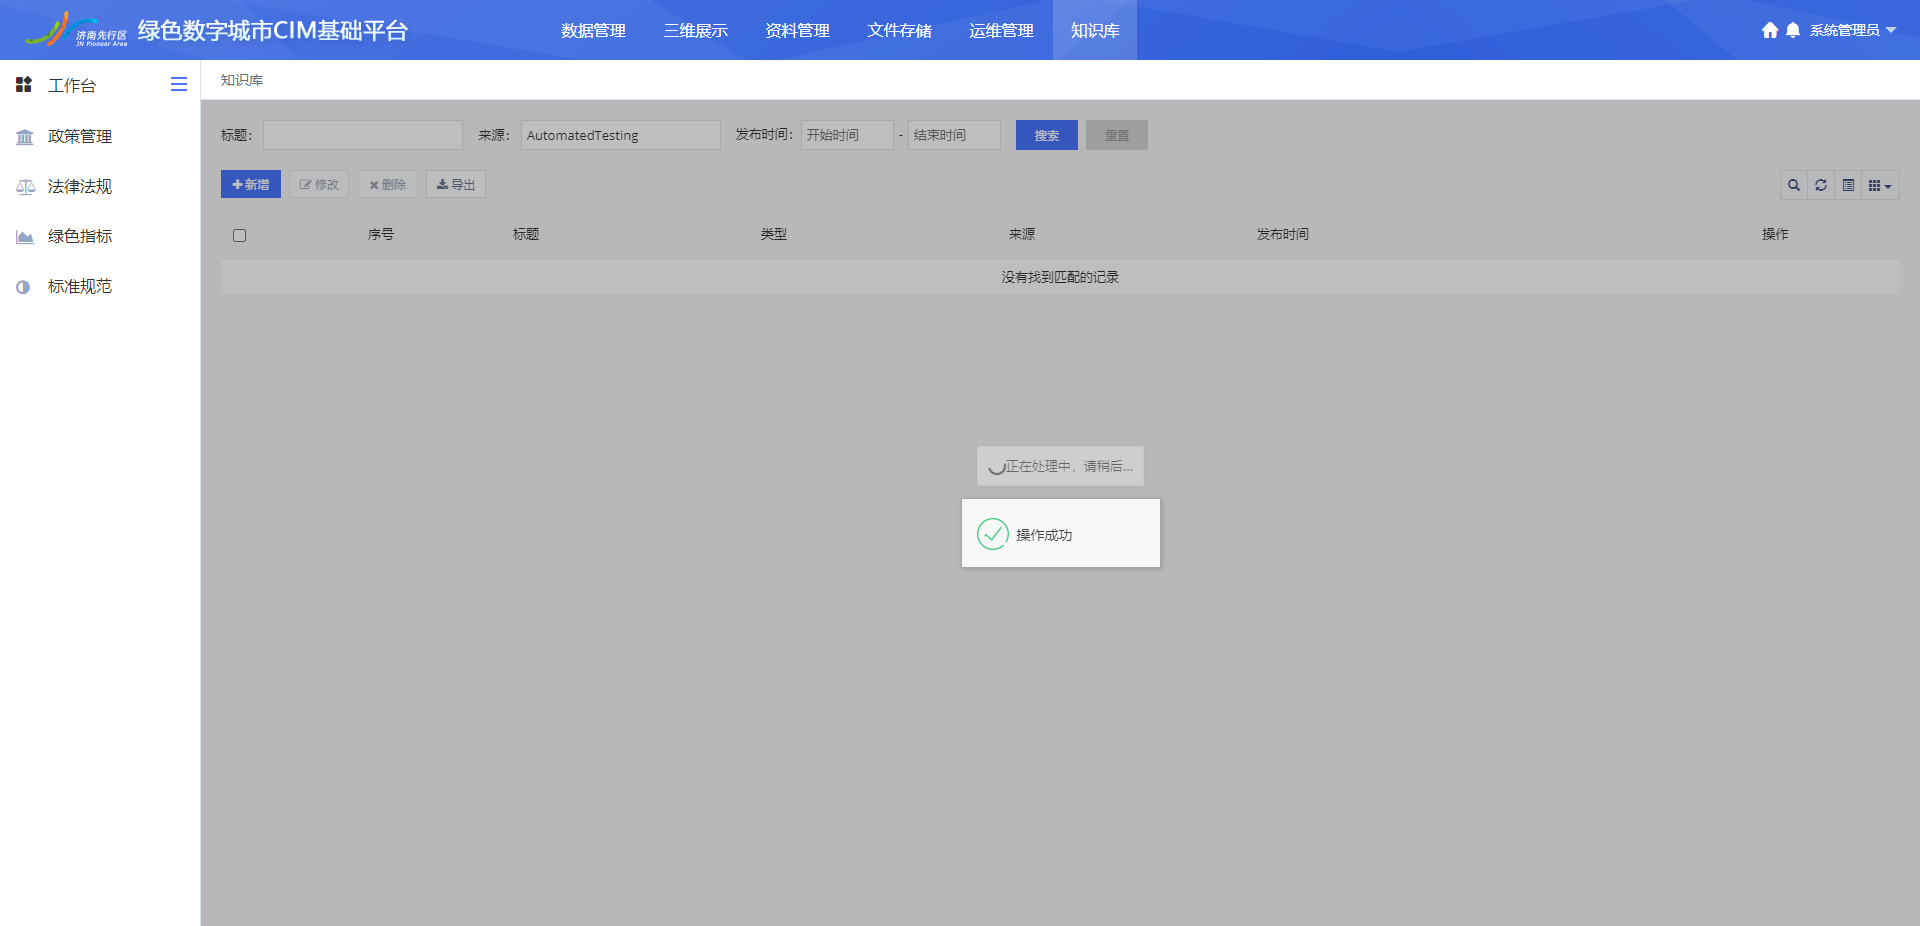 济南先行区
JN Pioneer Area
绿色数字城市CIM基础平台
数据管理
三维展示
资料管理
文件存储
运维管理
知识库
系统管理员
工作台
政策管理
法律法规
绿色指标
标准规范
知识库
标题：
来源： AutomatedTesting
发布时间： 开始时间 - 结束时间
搜索
重置
新增
修改
删除
导出
序号
标题
类型
来源
发布时间
操作
没有找到匹配的记录
正在处理中，请稍后...
操作成功